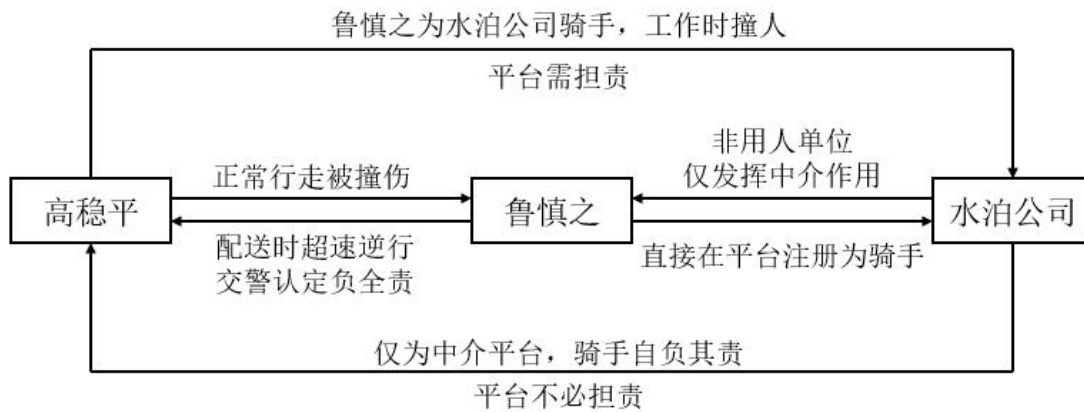 鲁慎之为水泊公司骑手，工作时撞人
平台需担责
非用人单位
正常行走被撞伤
仅发挥中介作用
高稳平
鲁慎之
水泊公司
配送时超速逆行
直接在平台注册为骑手
交警认定负全责
仅为中介平台，骑手自负其责
平台不必担责